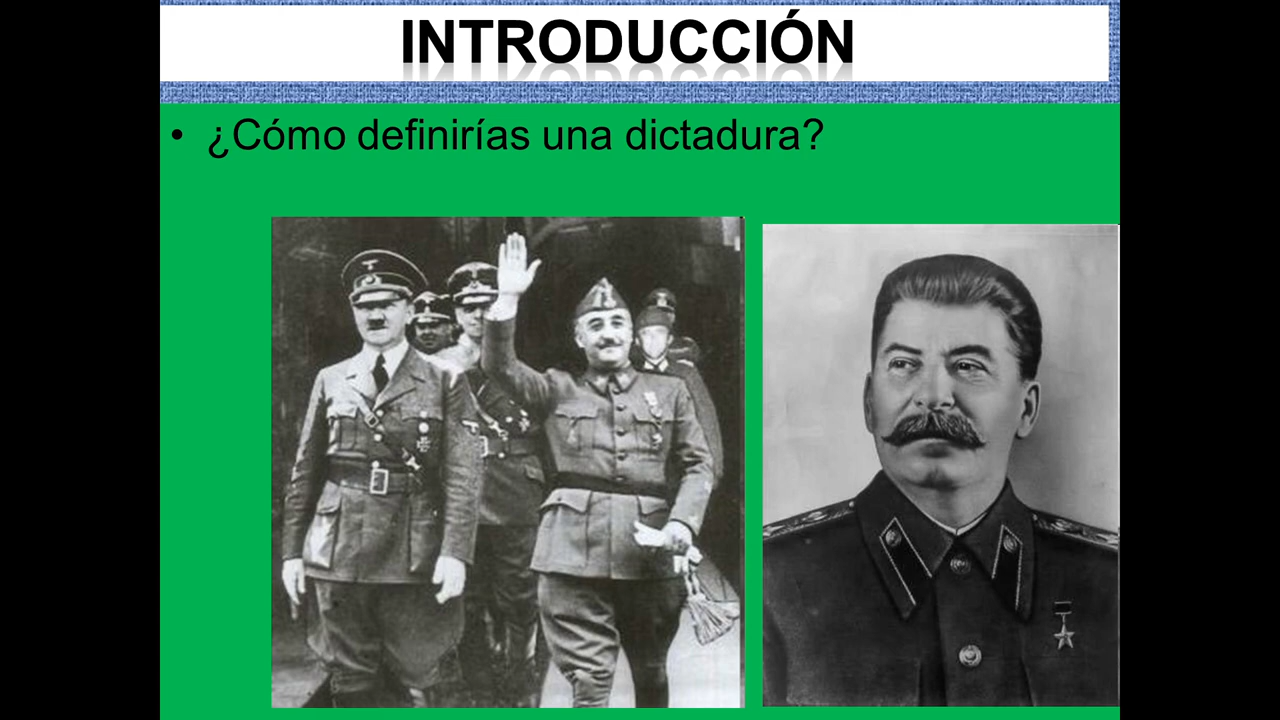 INTRODUCCIÓN
• ¿Cómo definirías una dictadura?